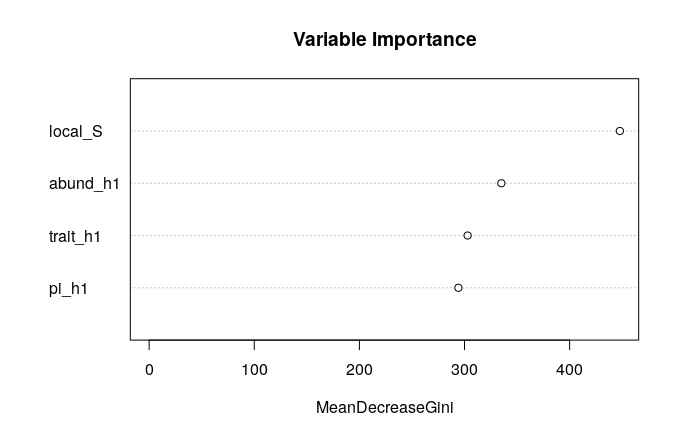 Variable Importance
local_S
abund_h1
trait_h1
pi_h1
0 100 200 300 400
MeanDecreaseGini